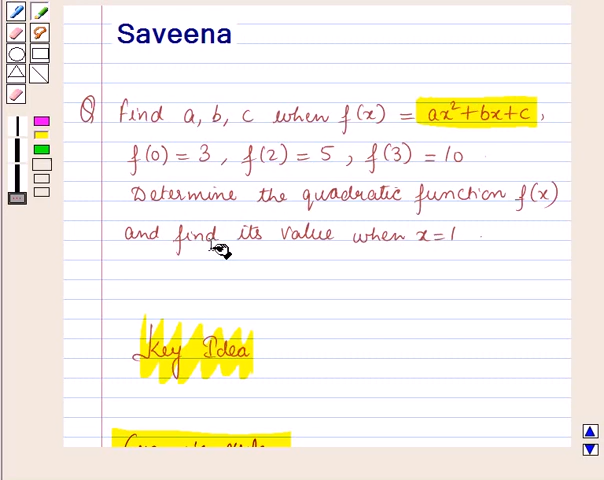 Saveena
Q Find a, b, c when f(x) = ax²+bx+c,
f(0) = 3, f(2) = 5, f(3) = 10
Determine the quadratic function f(x)
and find its value when x=1.
Key Idea